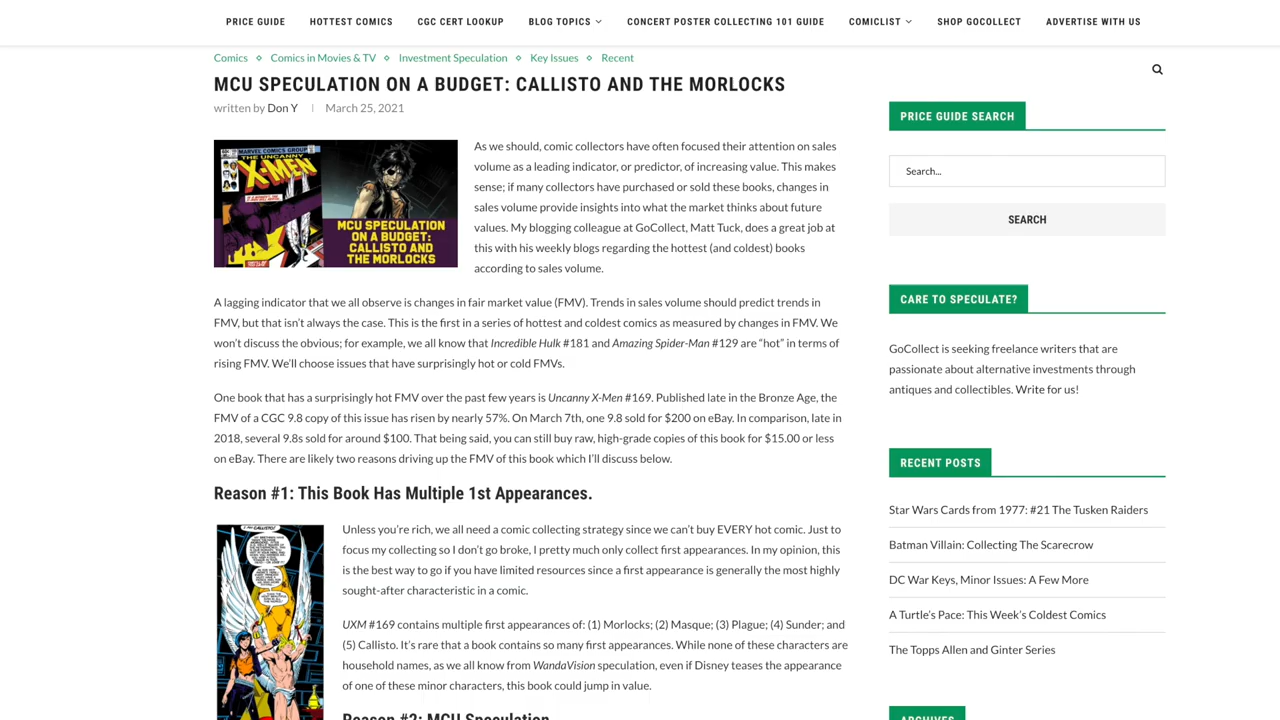 PRICE GUIDE HOTTEST COMICS CGC CERT LOOKUP BLOG TOPICS CONCERT POSTER COLLECTING 101 GUIDE COMICLIST SHOP GOCOLLECT ADVERTISE WITH US
Comics Comics in Movies & TV Investment Speculation Key Issues Recent
MCU SPECULATION ON A BUDGET: CALLISTO AND THE MORLOCKS
written by Don Y March 25, 2021
MARVEL COMICS GROUP
THE UNCANNY
X-MEN
MCU SPECULATION
ON A BUDGET:
CALLISTO AND
THE MORLOCKS
As we should, comic collectors have often focused their attention on sales
volume as a leading indicator, or predictor, of increasing value. This makes
sense; if many collectors have purchased or sold these books, changes in
sales volume provide insights into what the market thinks about future
values. My blogging colleague at GoCollect, Matt Tuck, does a great job at
this with his weekly blogs regarding the hottest (and coldest) books
according to sales volume.
A lagging indicator that we all observe is changes in fair market value (FMV). Trends in sales volume should predict trends in
FMV, but that isn’t always the case. This is the first in a series of hottest and coldest comics as measured by changes in FMV. We
won’t discuss the obvious; for example, we all know that Incredible Hulk #181 and Amazing Spider-Man #129 are “hot” in terms of
rising FMV. We’ll choose issues that have surprisingly hot or cold FMVs.
One book that has a surprisingly hot FMV over the past few years is Uncanny X-Men #169. Published late in the Bronze Age, the
FMV of a CGC 9.8 copy of this issue has risen by nearly 57%. On March 7th, one 9.8 sold for $200 on eBay. In comparison, late in
2018, several 9.8s sold for around $100. That being said, you can still buy raw, high-grade copies of this book for $15.00 or less
on eBay. There are likely two reasons driving up the FMV of this book which I’ll discuss below.
Reason #1: This Book Has Multiple 1st Appearances.
Unless you’re rich, we all need a comic collecting strategy since we can’t buy EVERY hot comic. Just to
focus my collecting so I don’t go broke, I pretty much only collect first appearances. In my opinion, this
is the best way to go if you have limited resources since a first appearance is generally the most highly
sought-after characteristic in a comic.
UXM #169 contains multiple first appearances of: (1) Morlocks; (2) Masque; (3) Plague; (4) Sunder; and
(5) Callisto. It’s rare that a book contains so many first appearances. While none of these characters are
household names, as we all know from WandaVision speculation, even if Disney teases the appearance
of one of these minor characters, this book could jump in value.
Reason #2: MCU Speculation
PRICE GUIDE SEARCH
Search...
SEARCH
CARE TO SPECULATE?
GoCollect is seeking freelance writers that are
passionate about alternative investments through
antiques and collectibles. Write for us!
RECENT POSTS
Star Wars Cards from 1977: #21 The Tusken Raiders
Batman Villain: Collecting The Scarecrow
DC War Keys, Minor Issues: A Few More
A Turtle’s Pace: This Week’s Coldest Comics
The Topps Allen and Ginter Series
ARCHIVES